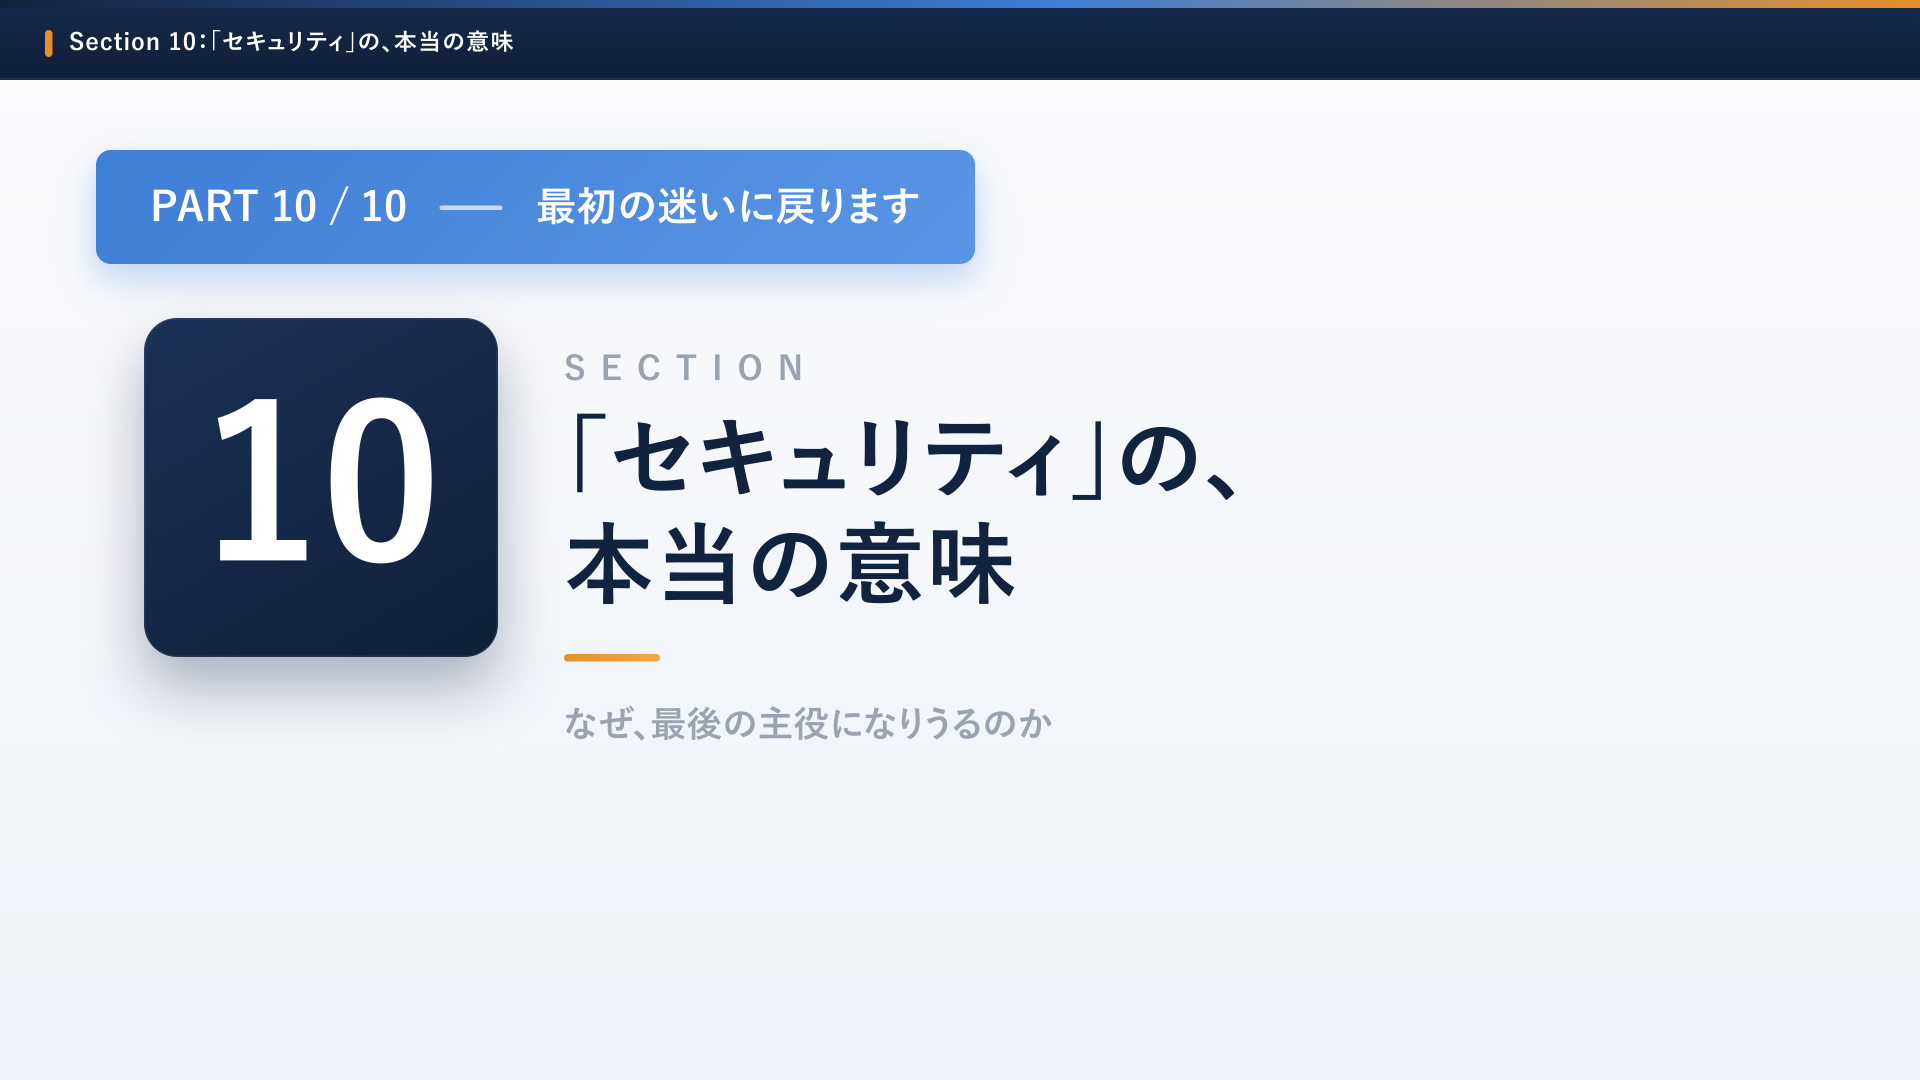 Section 10:「セキュリティ」の、本当の意味
PART 10 / 10 — 最初の迷いに戻ります
10
SECTION
「セキュリティ」の、
本当の意味
なぜ、最後の主役になりうるのか